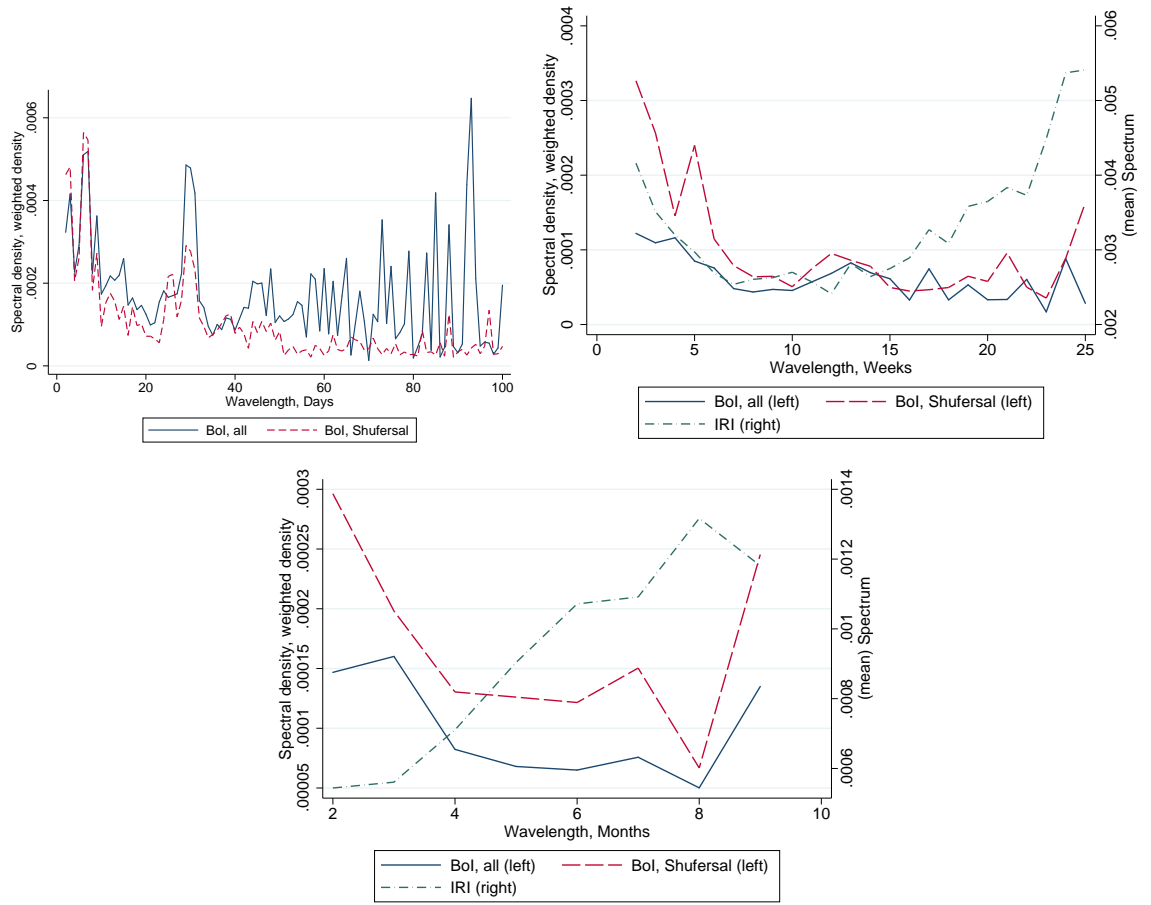 Spectral density, weighted density
0
.0002
.0004
.0006
0
20
40
60
80
100
Wavelength, Days
BoI, all
BoI, Shufersal
Spectral density, weighted density
0
.0001
.0002
.0003
.0004
.002
.003
.004
.005
.006
(mean) Spectrum
0
5
10
15
20
25
Wavelength, Weeks
BoI, all (left)
BoI, Shufersal (left)
IRI (right)
Spectral density, weighted density
.00005
.0001
.00015
.0002
.00025
.0003
.0006
.0008
.001
.0012
.0014
(mean) Spectrum
2
4
6
8
10
Wavelength, Months
BoI, all (left)
BoI, Shufersal (left)
IRI (right)